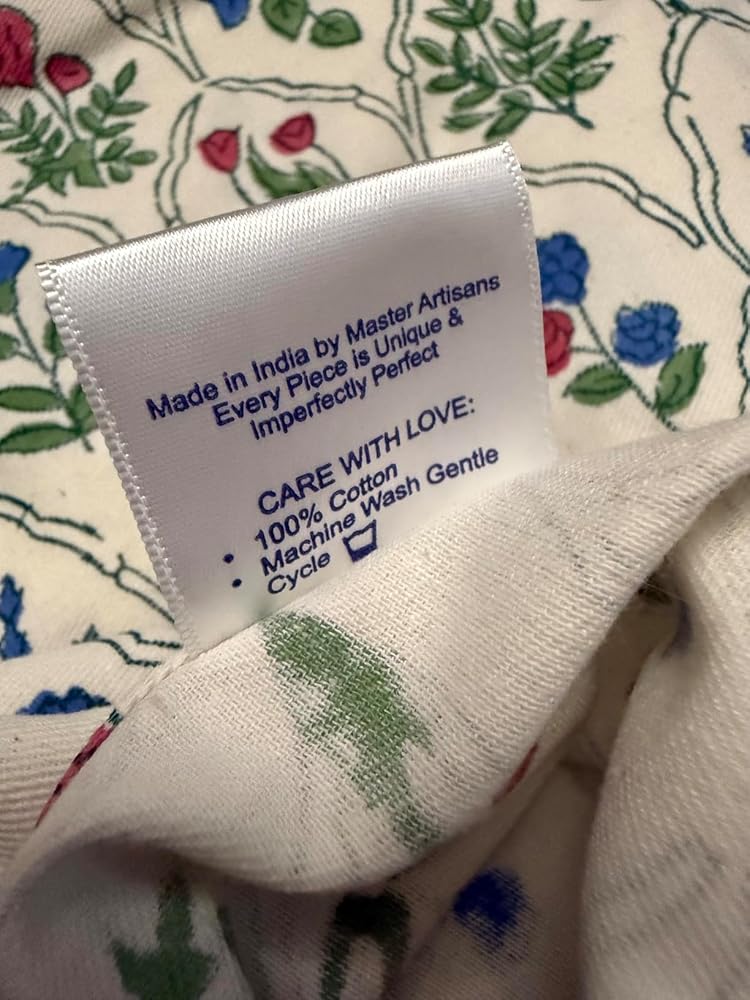 Made in India by Master Artisans
Every Piece is Unique &
Imperfectly Perfect
CARE WITH LOVE:
• 100% Cotton
• Machine Wash Gentle
Cycle